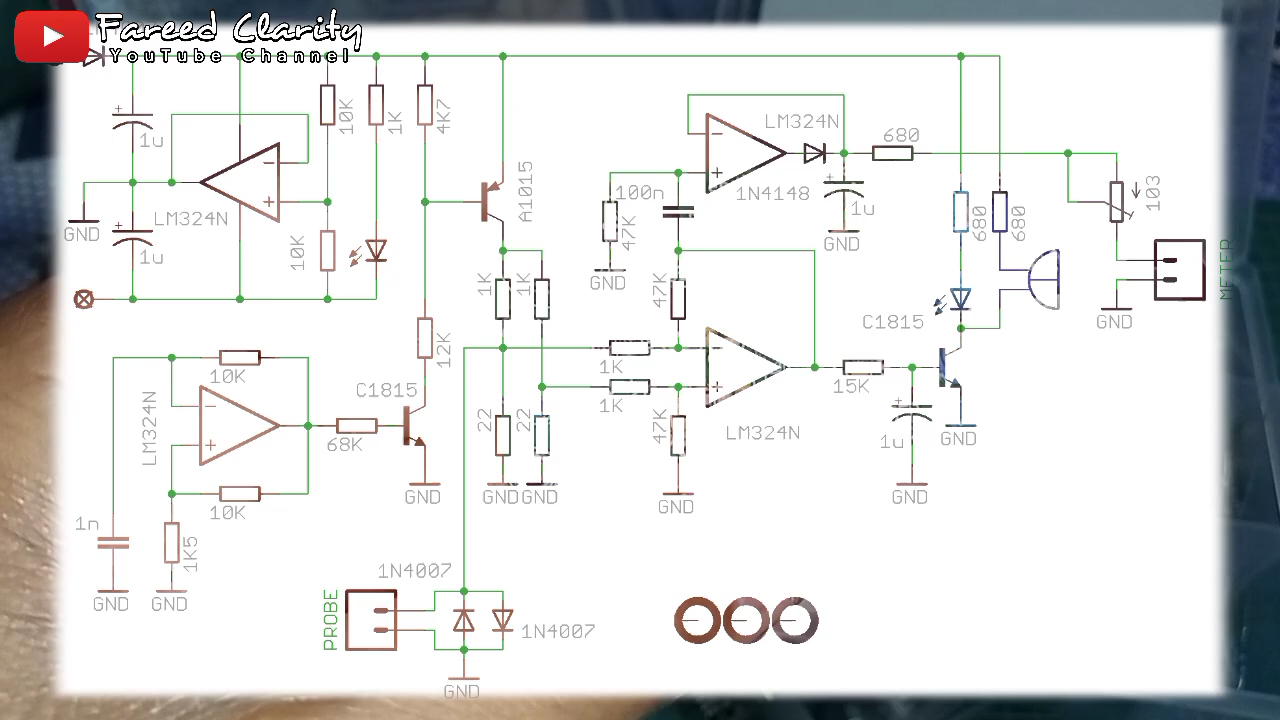 Fareed Clarity
YouTube Channel
1u
10K
1K
4K7
A1015
LM324N
680
100n
1N4148
103
47K
1u
GND
680
680
LM324N
GND
1u
10K
1K
1K
GND
47K
METER
GND
C1815
12K
1K
15K
10K
C1815
LM324N
68K
22
22
1K
47K
LM324N
1u
GND
GND
GND
GND
GND
GND
10K
1n
1K5
GND
GND
1N4007
PROBE
1N4007
GND